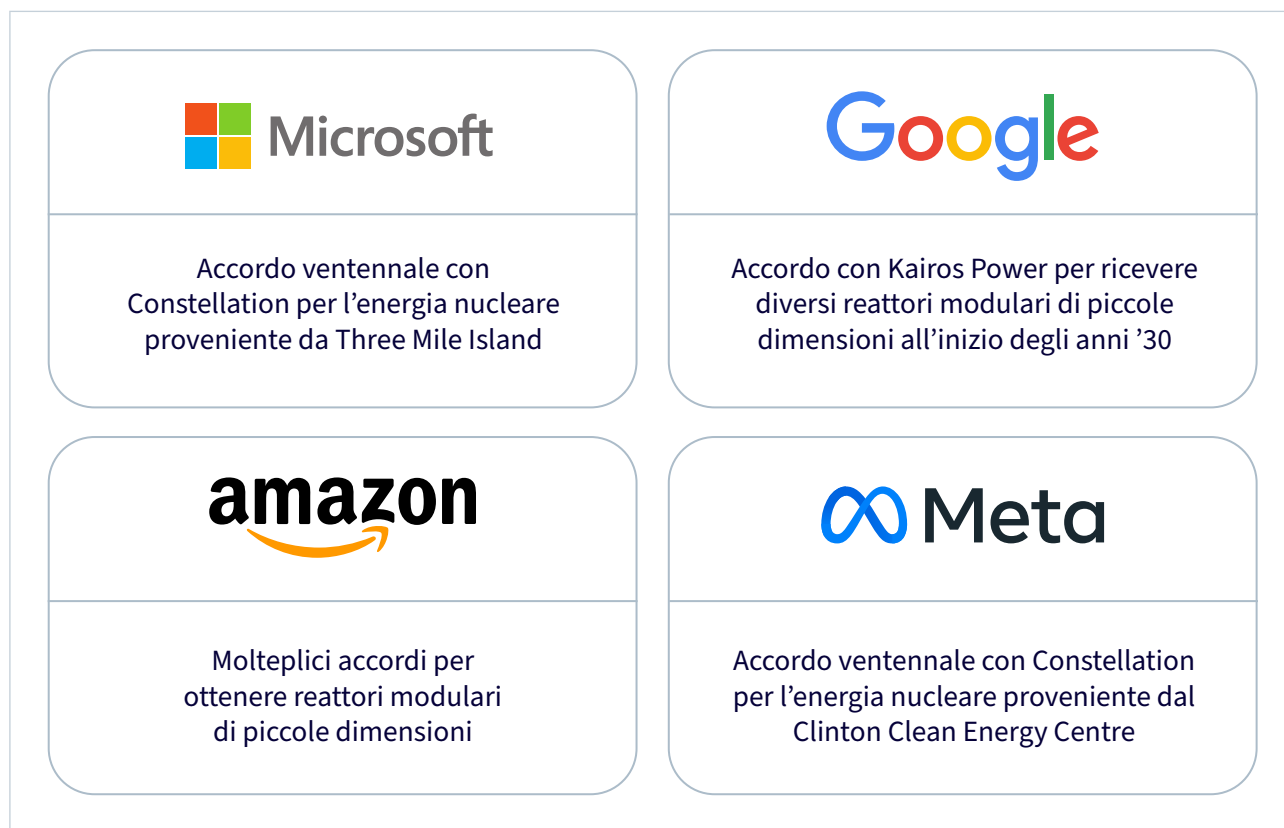 Microsoft
Accordo ventennale con
Constellation per l’energia nucleare
proveniente da Three Mile Island
Google
Accordo con Kairos Power per ricevere
diversi reattori modulari di piccole
dimensioni all’inizio degli anni ’30
amazon
Molteplici accordi per
ottenere reattori modulari
di piccole dimensioni
Meta
Accordo ventennale con Constellation
per l’energia nucleare proveniente dal
Clinton Clean Energy Centre